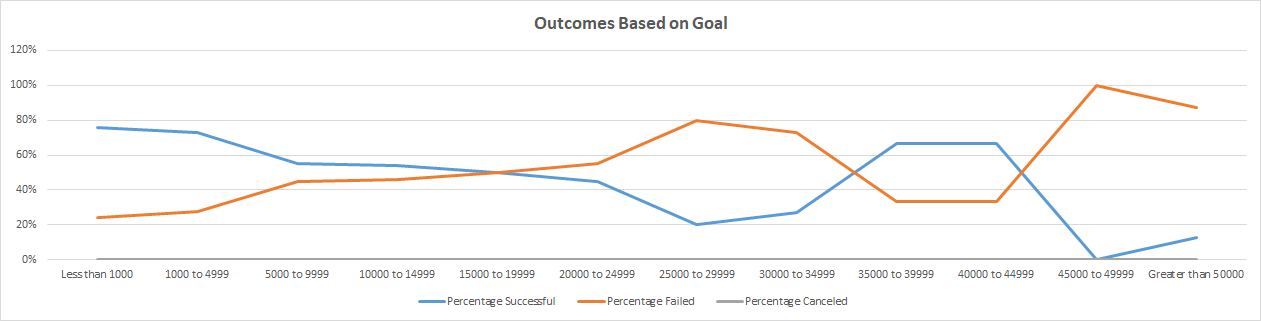 Outcomes Based on Goal
120%
100%
80%
60%
40%
20%
0%
Less than 1000 1000 to 4999 5000 to 9999 10000 to 14999 15000 to 19999 20000 to 24999 25000 to 29999 30000 to 34999 35000 to 39999 40000 to 44999 45000 to 49999 Greater than 50000
Percentage Successful Percentage Failed Percentage Canceled